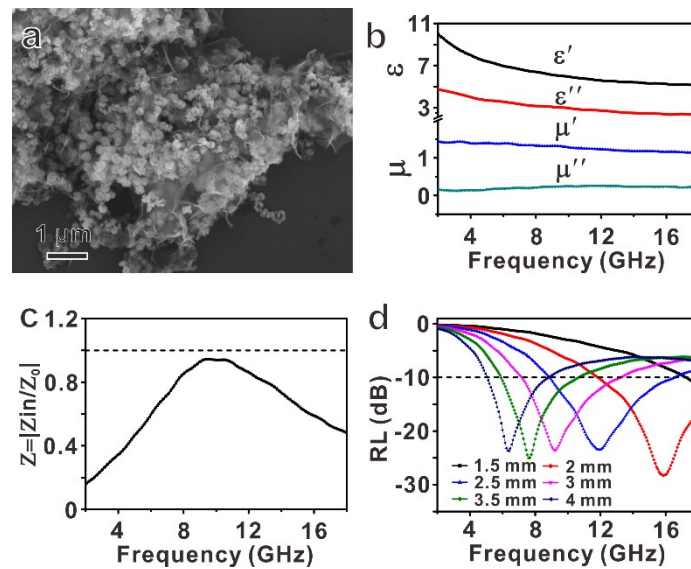 a
1 μm
b
11
7
3
1
0
ε
μ
ε′
ε′′
μ′
μ′′
4 8 12 16
Frequency (GHz)
c
1.2
0.8
0.4
0
Z=|Zin/Z₀|
4 8 12 16
Frequency (GHz)
d
0
-10
-20
-30
RL (dB)
1.5 mm 2 mm
2.5 mm 3 mm
3.5 mm 4 mm
4 8 12 16
Frequency (GHz)